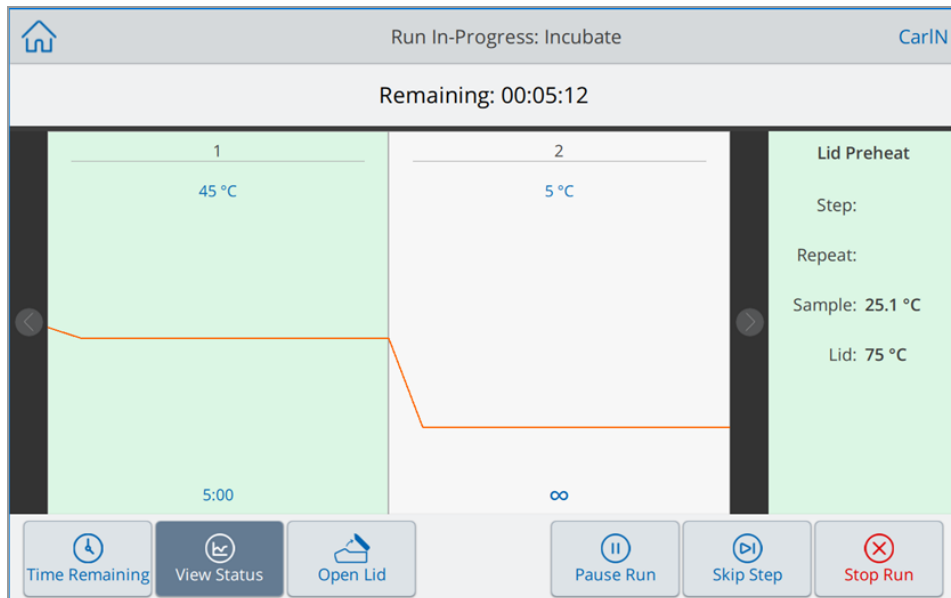 Run In-Progress: Incubate
CarlN
Remaining: 00:05:12
1
45 °C
5:00
2
5 °C
∞
Lid Preheat
Step:
Repeat:
Sample: 25.1 °C
Lid: 75 °C
Time Remaining
View Status
Open Lid
Pause Run
Skip Step
Stop Run